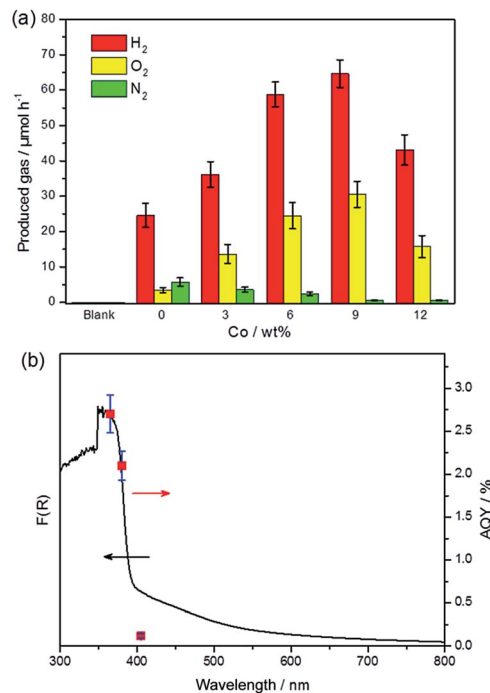 (a)
80
70
60
50
40
30
20
10
0
Produced gas / μmol h⁻¹
H₂
O₂
N₂
Blank 0 3 6 9 12
Co / wt%
(b)
F(R)
3.0
2.5
2.0
1.5
1.0
0.5
0.0
AQY / %
300 400 500 600 700 800
Wavelength / nm